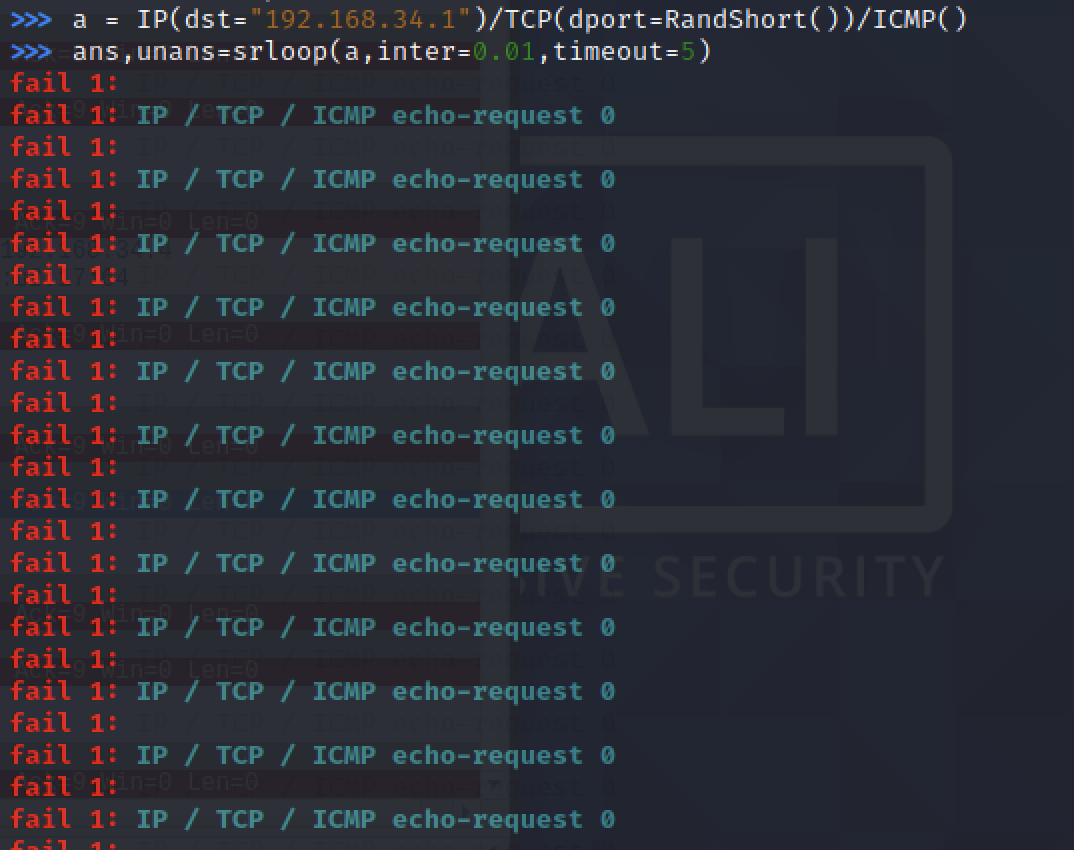 >>> a = IP(dst="192.168.34.1")/TCP(dport=RandShort())/ICMP()
>>> ans,unans=srloop(a,inter=0.01,timeout=5)
fail 1:
fail 1: IP / TCP / ICMP echo-request 0
fail 1:
fail 1: IP / TCP / ICMP echo-request 0
fail 1:
fail 1: IP / TCP / ICMP echo-request 0
fail 1:
fail 1: IP / TCP / ICMP echo-request 0
fail 1:
fail 1: IP / TCP / ICMP echo-request 0
fail 1:
fail 1: IP / TCP / ICMP echo-request 0
fail 1:
fail 1: IP / TCP / ICMP echo-request 0
fail 1:
fail 1: IP / TCP / ICMP echo-request 0
fail 1:
fail 1: IP / TCP / ICMP echo-request 0
fail 1:
fail 1: IP / TCP / ICMP echo-request 0
fail 1:
fail 1: IP / TCP / ICMP echo-request 0
fail 1:
fail 1: IP / TCP / ICMP echo-request 0
fail 1:
ALI
SIVE SECURITY